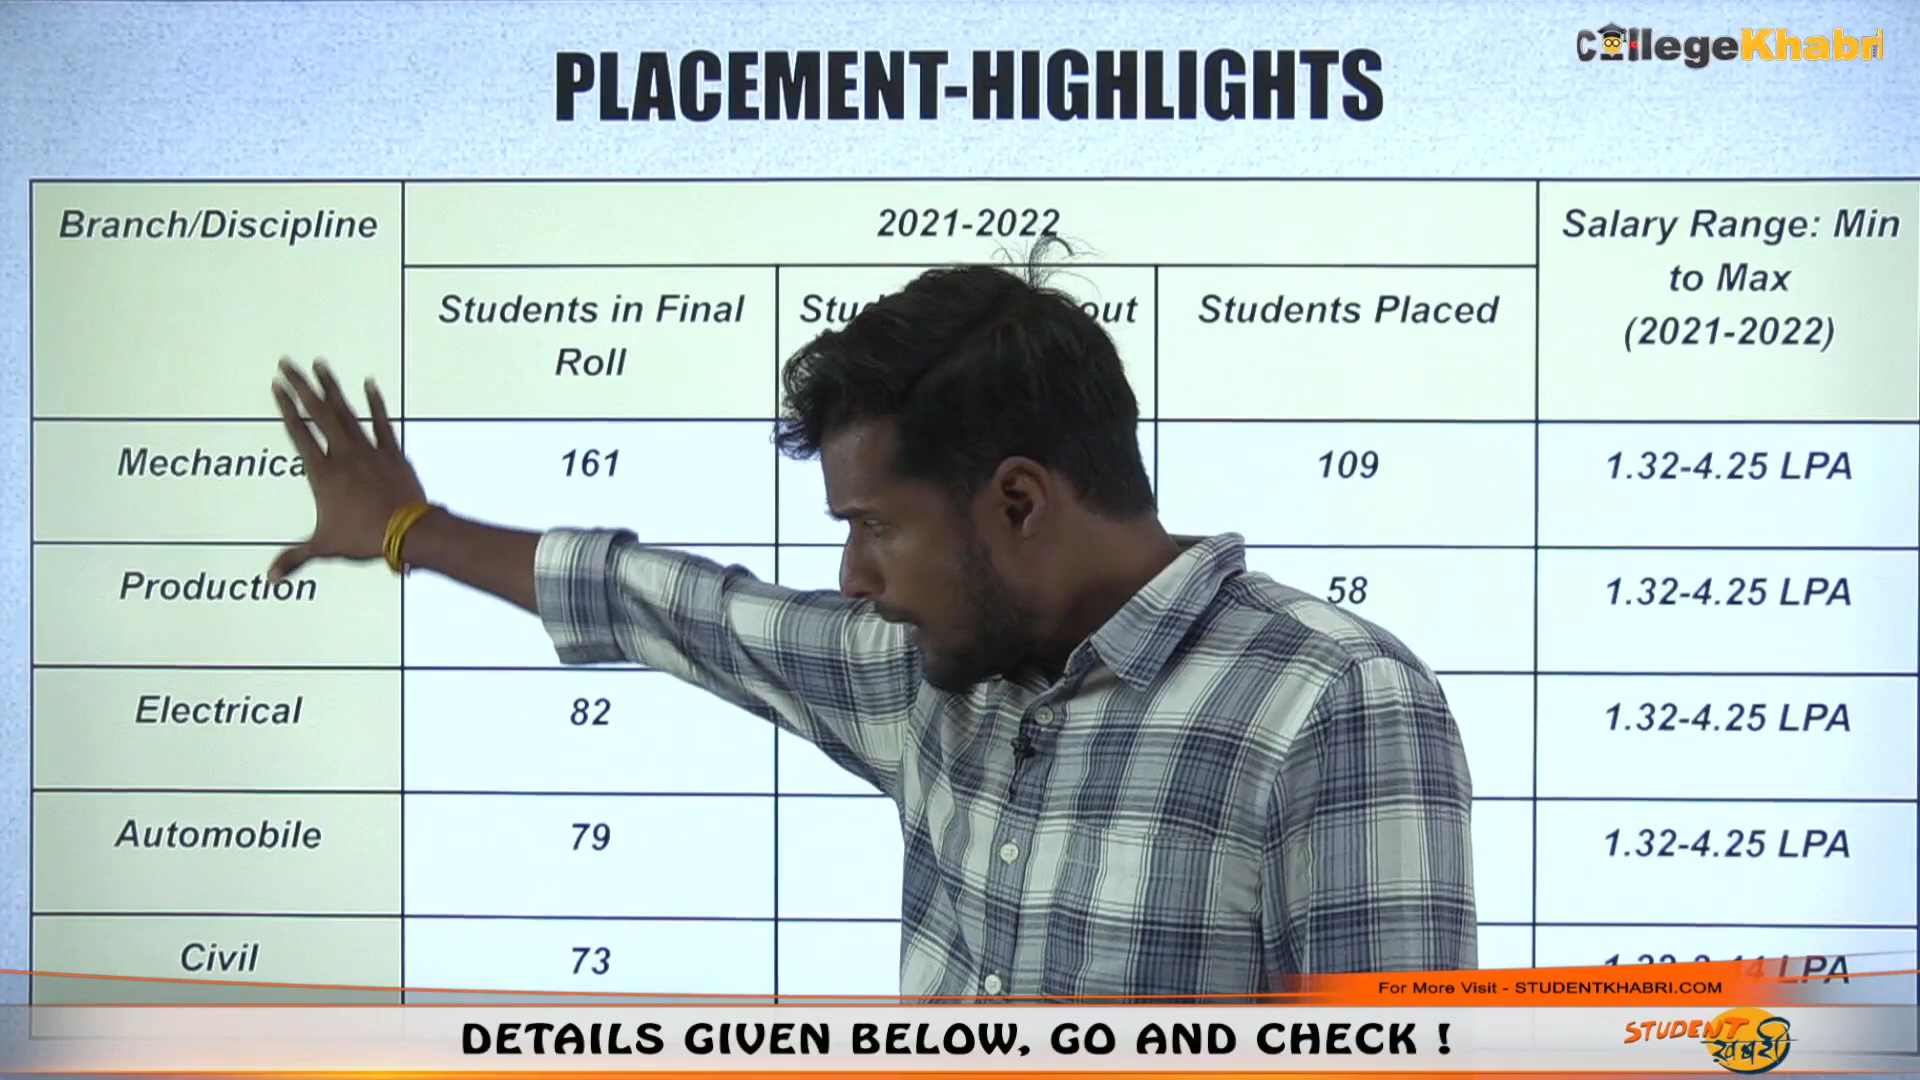 CollegeKhabri
PLACEMENT-HIGHLIGHTS
Branch/Discipline
2021-2022
Salary Range: Min
to Max
(2021-2022)
Students in Final
Roll
Students Placed
Mechanical
161
109
1.32-4.25 LPA
Production
58
1.32-4.25 LPA
Electrical
82
1.32-4.25 LPA
Automobile
79
1.32-4.25 LPA
Civil
73
LPA
For More Visit - STUDENTKHABRI.COM
DETAILS GIVEN BELOW, GO AND CHECK !
STUDENT
खबरी